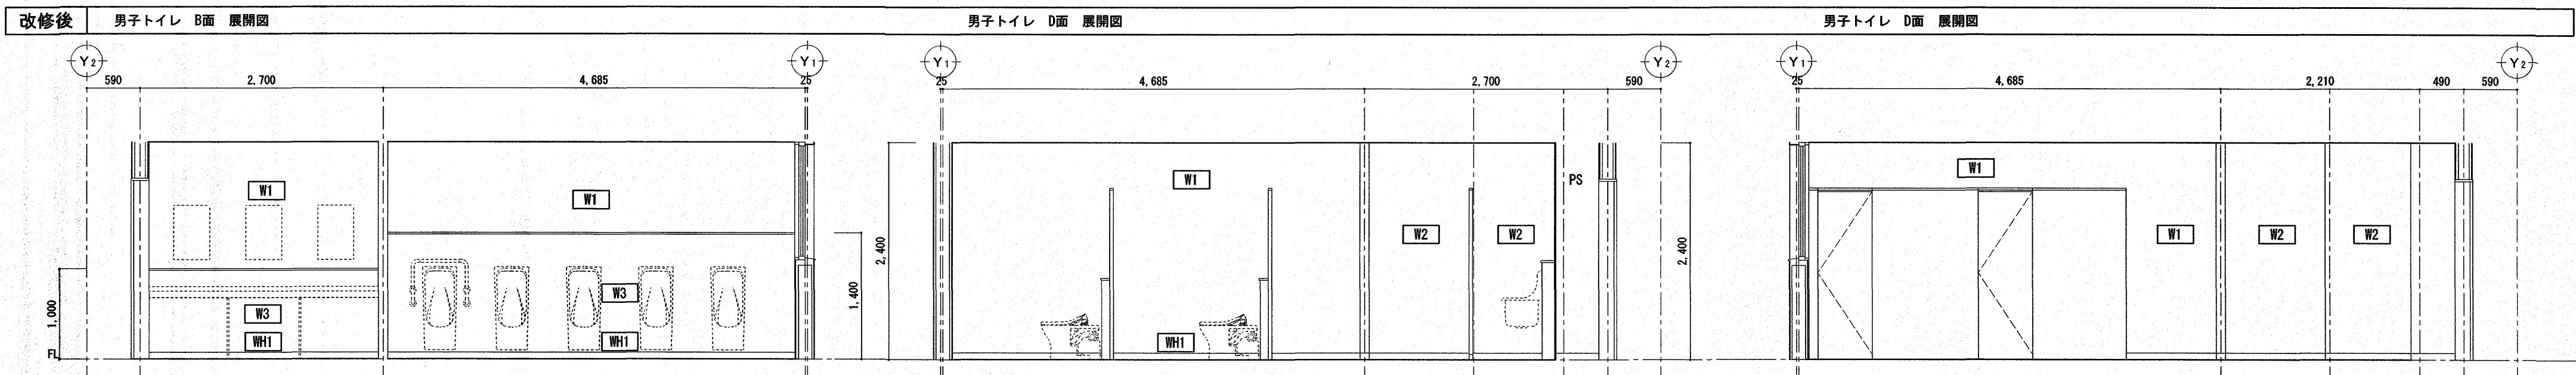 改修後 男子トイレ B面 展開図 男子トイレ D面 展開図 男子トイレ D面 展開図
Y2 Y1 Y1 Y2 Y1 Y2
590 2,700 4,685 25 25 4,685 2,700 590 25 4,685 2,210 490 590
W1 W1 W1 PS W1
W2 W2 W1 W2 W2
2,400 2,400
W3 1,400
1,000 W3
WH1 WH1 WH1
FL